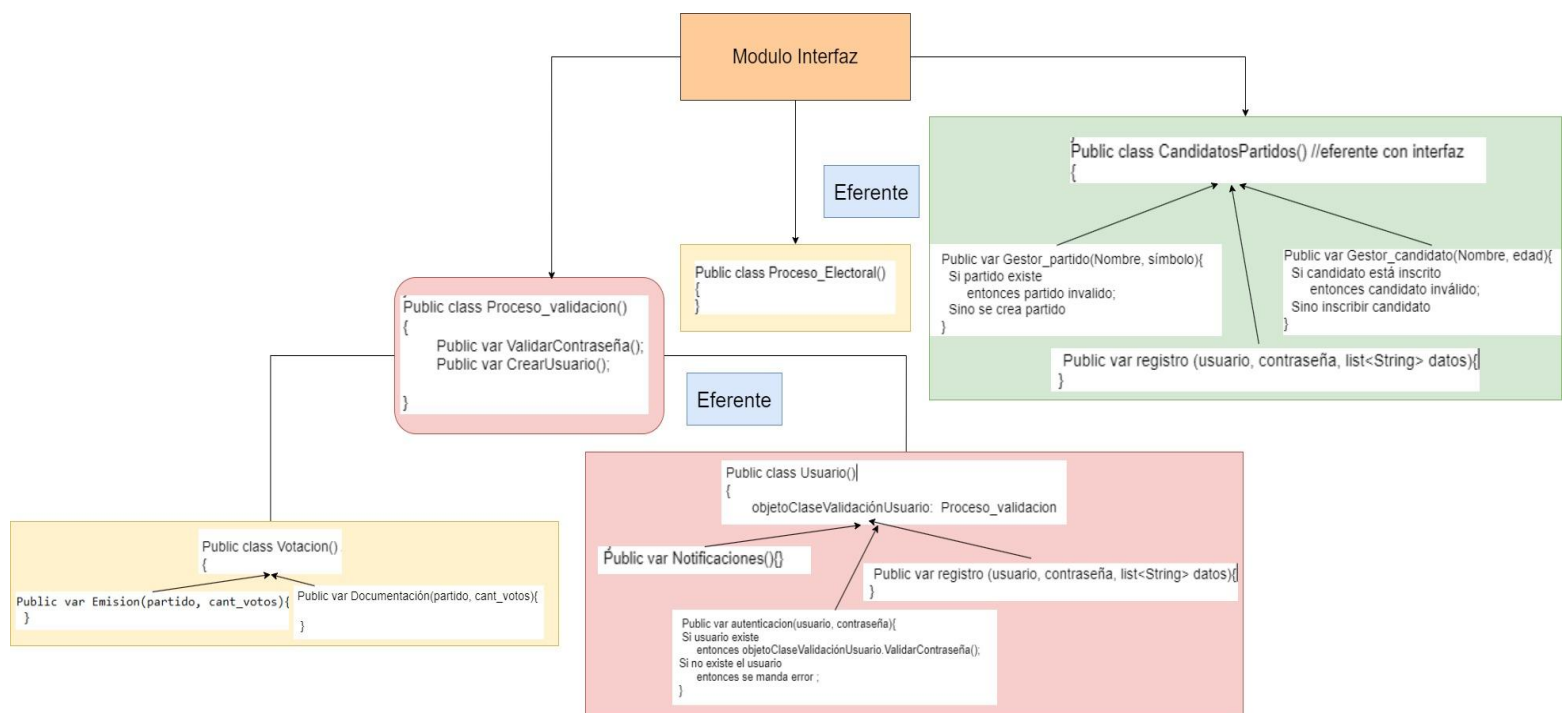 Modulo Interfaz
Public class CandidatosPartidos() //eferente con interfaz
{
Eferente
Public var Gestor_partido(Nombre, símbolo){
Si partido existe
entonces partido invalido;
Sino se crea partido
}
Public var Gestor_candidato(Nombre, edad){
Si candidato está inscrito
entonces candidato inválido;
Sino inscribir candidato
}
Public var registro (usuario, contraseña, list<String> datos){
}
Public class Proceso_Electoral()
{
}
Public class Proceso_validacion()
{
Public var ValidarContraseña();
Public var CrearUsuario();
}
Eferente
Public class Usuario()
{
objetoClaseValidaciónUsuario: Proceso_validacion
Public var Notificaciones(){}
Public var registro (usuario, contraseña, list<String> datos){
}
Public var autenticacion(usuario, contraseña){
Si usuario existe
entonces objetoClaseValidaciónUsuario.ValidarContraseña();
Si no existe el usuario
entonces se manda error ;
}
Public class Votacion()
{
Public var Emision(partido, cant_votos){
}
Public var Documentación(partido, cant_votos){
}